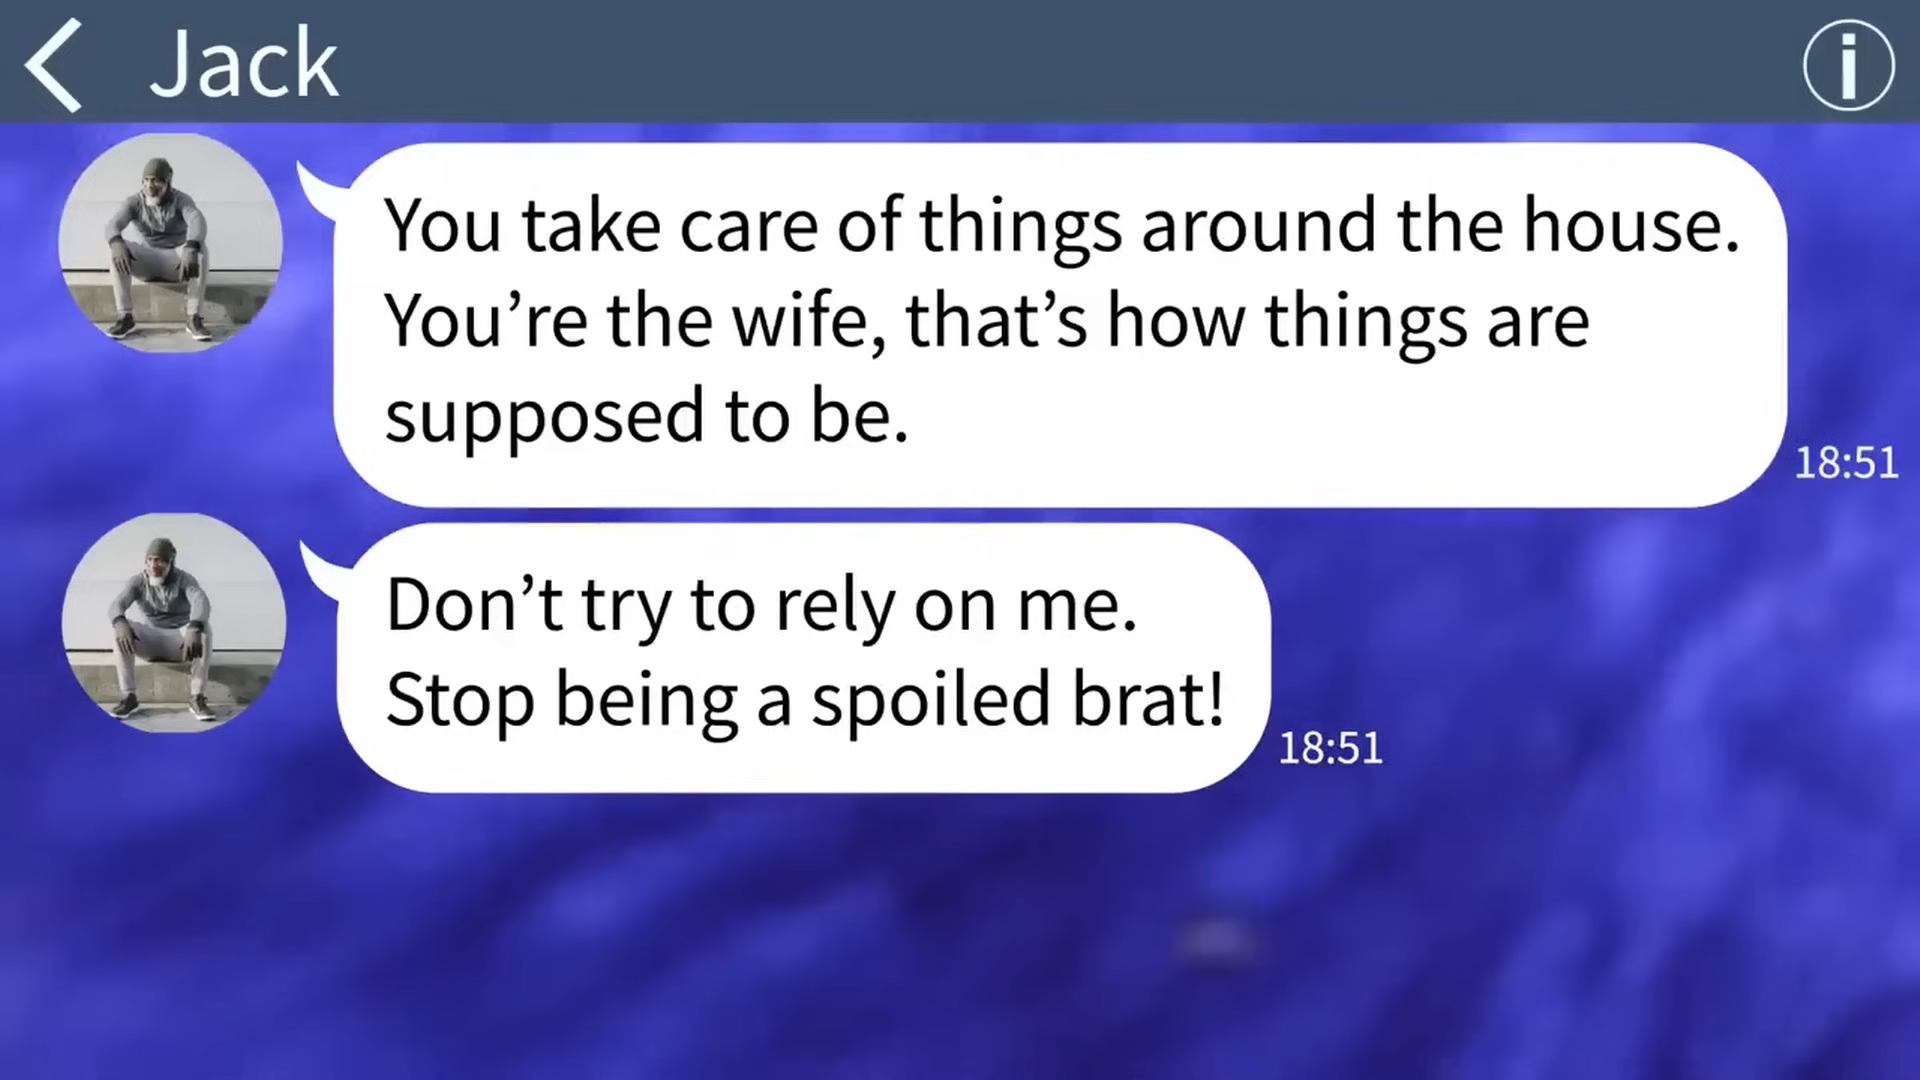 Jack
You take care of things around the house.
You’re the wife, that’s how things are
supposed to be.
18:51
Don’t try to rely on me.
Stop being a spoiled brat!
18:51